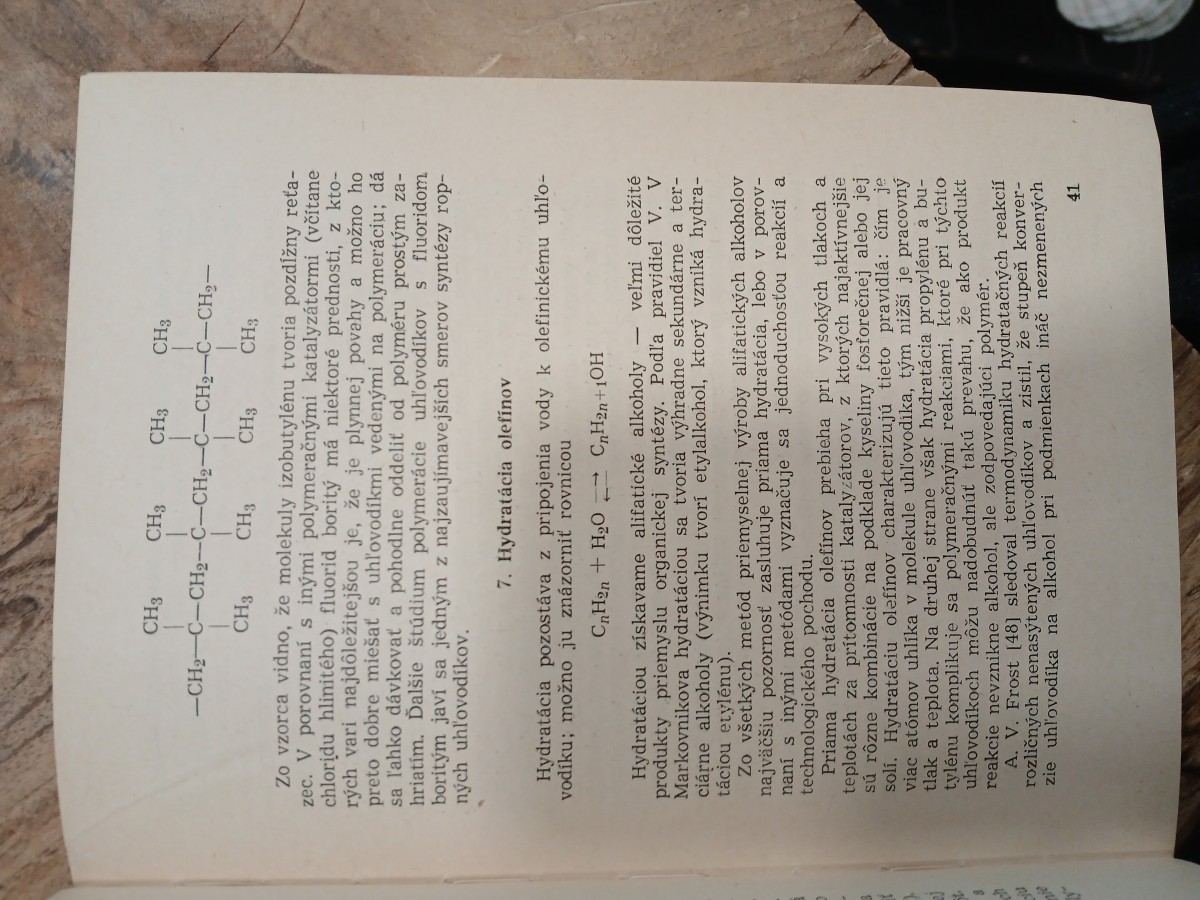 CH3 CH3 CH3 CH3
—CH2—C—CH2—C—CH2—C—CH2—C—CH2—
CH3 CH3 CH3 CH3
Zo vzorca vidno, že molekuly izobutylénu tvoria pozdĺžny reťa-
zec. V porovnaní s inými polymeračnými katalyzátormi (včítane
chloridu hlinitého) fluorid boritý má niektoré prednosti, z kto-
rých vari najdôležitejšou je, že je plynnej povahy a možno ho
preto dobre miešať s uhľovodíkmi vedenými na polymeráciu; dá
sa ľahko dávkovať a pohodlne oddeliť od polyméru prostým za-
hriatím. Ďalšie štúdium polymerácie uhľovodíkov s fluoridom
boritým javí sa jedným z najzaujímavejších smerov syntézy rop-
ných uhľovodíkov.
7. Hydratácia olefínov
Hydratácia pozostáva z pripojenia vody k olefinickému uhľo-
vodíku; možno ju znázorniť rovnicou
CnH2n + H2O ⇄ CnH2n+1OH
Hydratáciou získavame alifatické alkoholy — veľmi dôležité
produkty priemyslu organickej syntézy. Podľa pravidiel V. V
Markovnikova hydratáciou sa tvoria výhradne sekundárne a ter-
ciárne alkoholy (výnimku tvorí etylalkohol, ktorý vzniká hydra-
táciou etylénu).
Zo všetkých metód priemyselnej výroby alifatických alkoholov
najväčšiu pozornosť zasluhuje priama hydratácia, lebo v porov-
naní s inými metódami vyznačuje sa jednoduchosťou reakcií a
technologického pochodu.
Priama hydratácia olefínov prebieha pri vysokých tlakoch a
teplotách za prítomnosti katalyzátorov, z ktorých najaktívnejšie
sú rôzne kombinácie na podklade kyseliny fosforečnej alebo jej
solí. Hydratáciu olefínov charakterizujú tieto pravidlá: čím je
viac atómov uhlíka v molekule uhľovodíka, tým nižší je pracovný
tlak a teplota. Na druhej strane však hydratácia propylénu a bu-
tylénu komplikuje sa polymeračnými reakciami, ktoré pri týchto
uhľovodíkoch môžu nadobudnúť takú prevahu, že ako produkt
reakcie nevznikne alkohol, ale zodpovedajúci polymér.
A. V. Frost [48] sledoval termodynamiku hydratačných reakcií
rozličných nenasýtených uhľovodíkov a zistil, že stupeň konver-
zie uhľovodíka na alkohol pri podmienkach ináč nezmenených
41